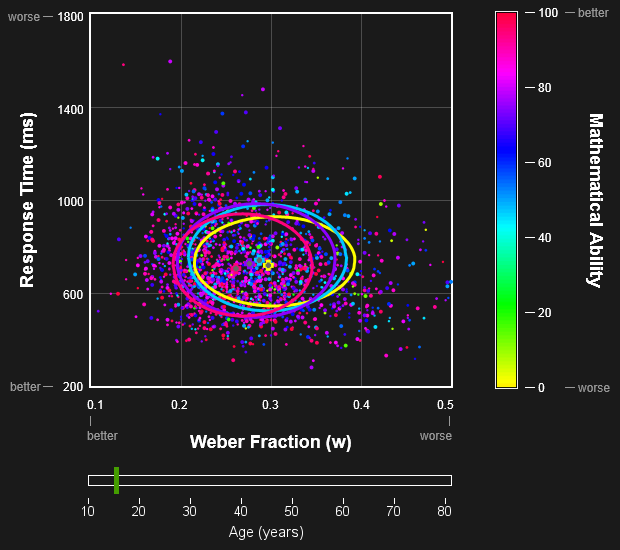 worse
1800
1400
1000
600
better
200
Response Time (ms)
0.1 0.2 0.3 0.4 0.5
better
worse
Weber Fraction (w)
10 20 30 40 50 60 70 80
Age (years)
100
better
80
60
40
20
0
worse
Mathematical Ability